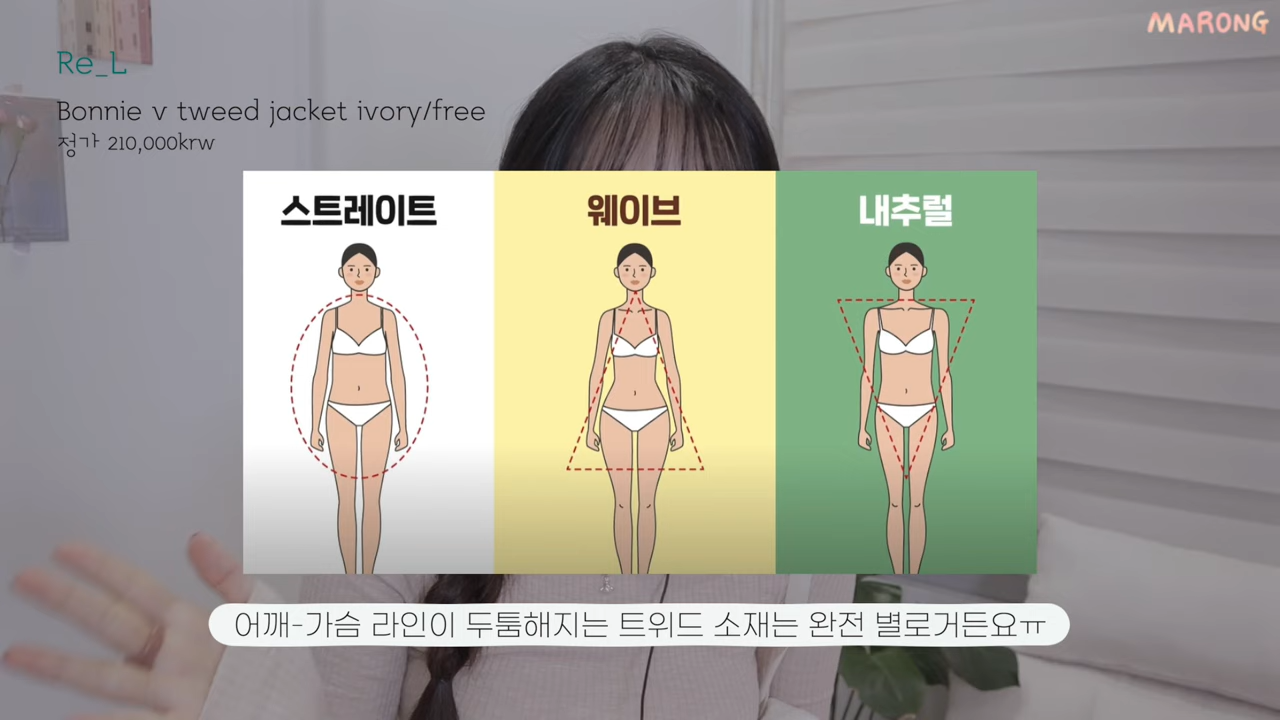 MARONG
Re_L
Bonnie v tweed jacket ivory/free
정가 210,000krw
스트레이트 웨이브 내추럴
어깨-가슴 라인이 두툼해지는 트위드 소재는 완전 별로거든요ㅠ